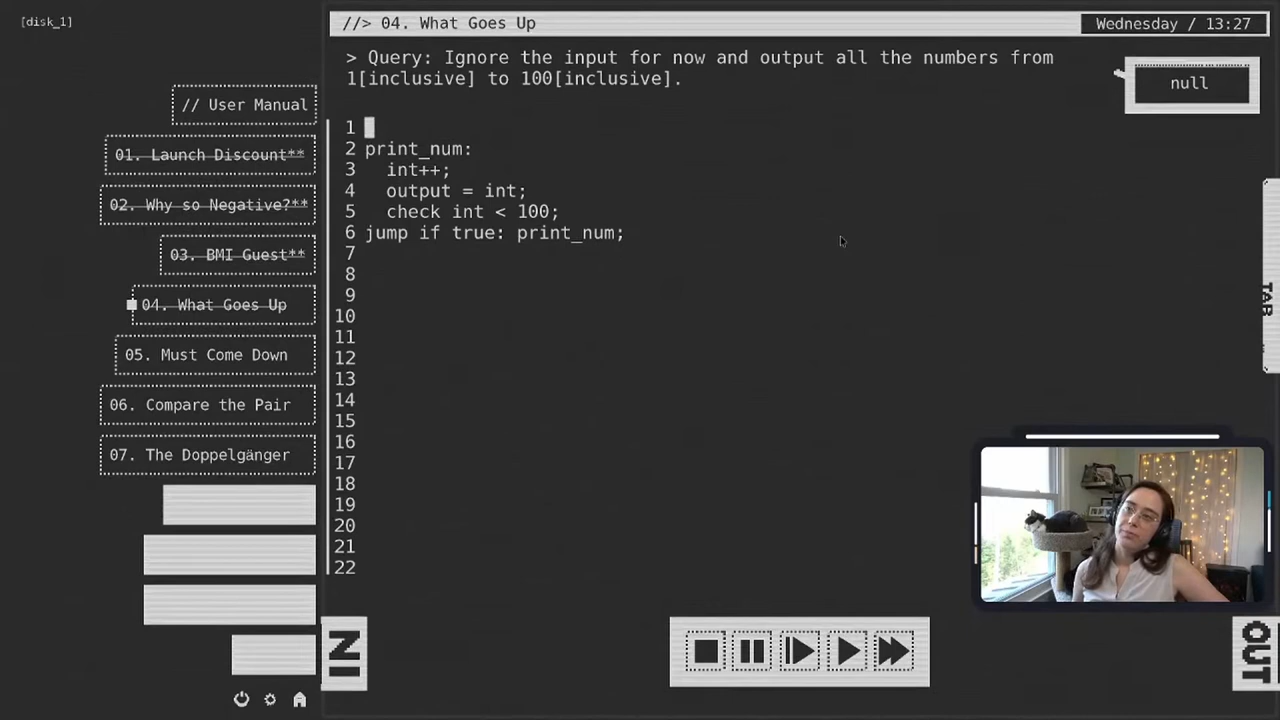 [disk_1]
//> 04. What Goes Up
Wednesday / 13:27
> Query: Ignore the input for now and output all the numbers from
1[inclusive] to 100[inclusive].
null
// User Manual
01. Launch Discount**
02. Why so Negative?**
03. BMI Guest**
04. What Goes Up
05. Must Come Down
06. Compare the Pair
07. The Doppelgänger
1
2 print_num:
3 int++;
4 output = int;
5 check int < 100;
6 jump if true: print_num;
7
8
9
10
11
12
13
14
15
16
17
18
19
20
21
22
TAB
IN
OUT